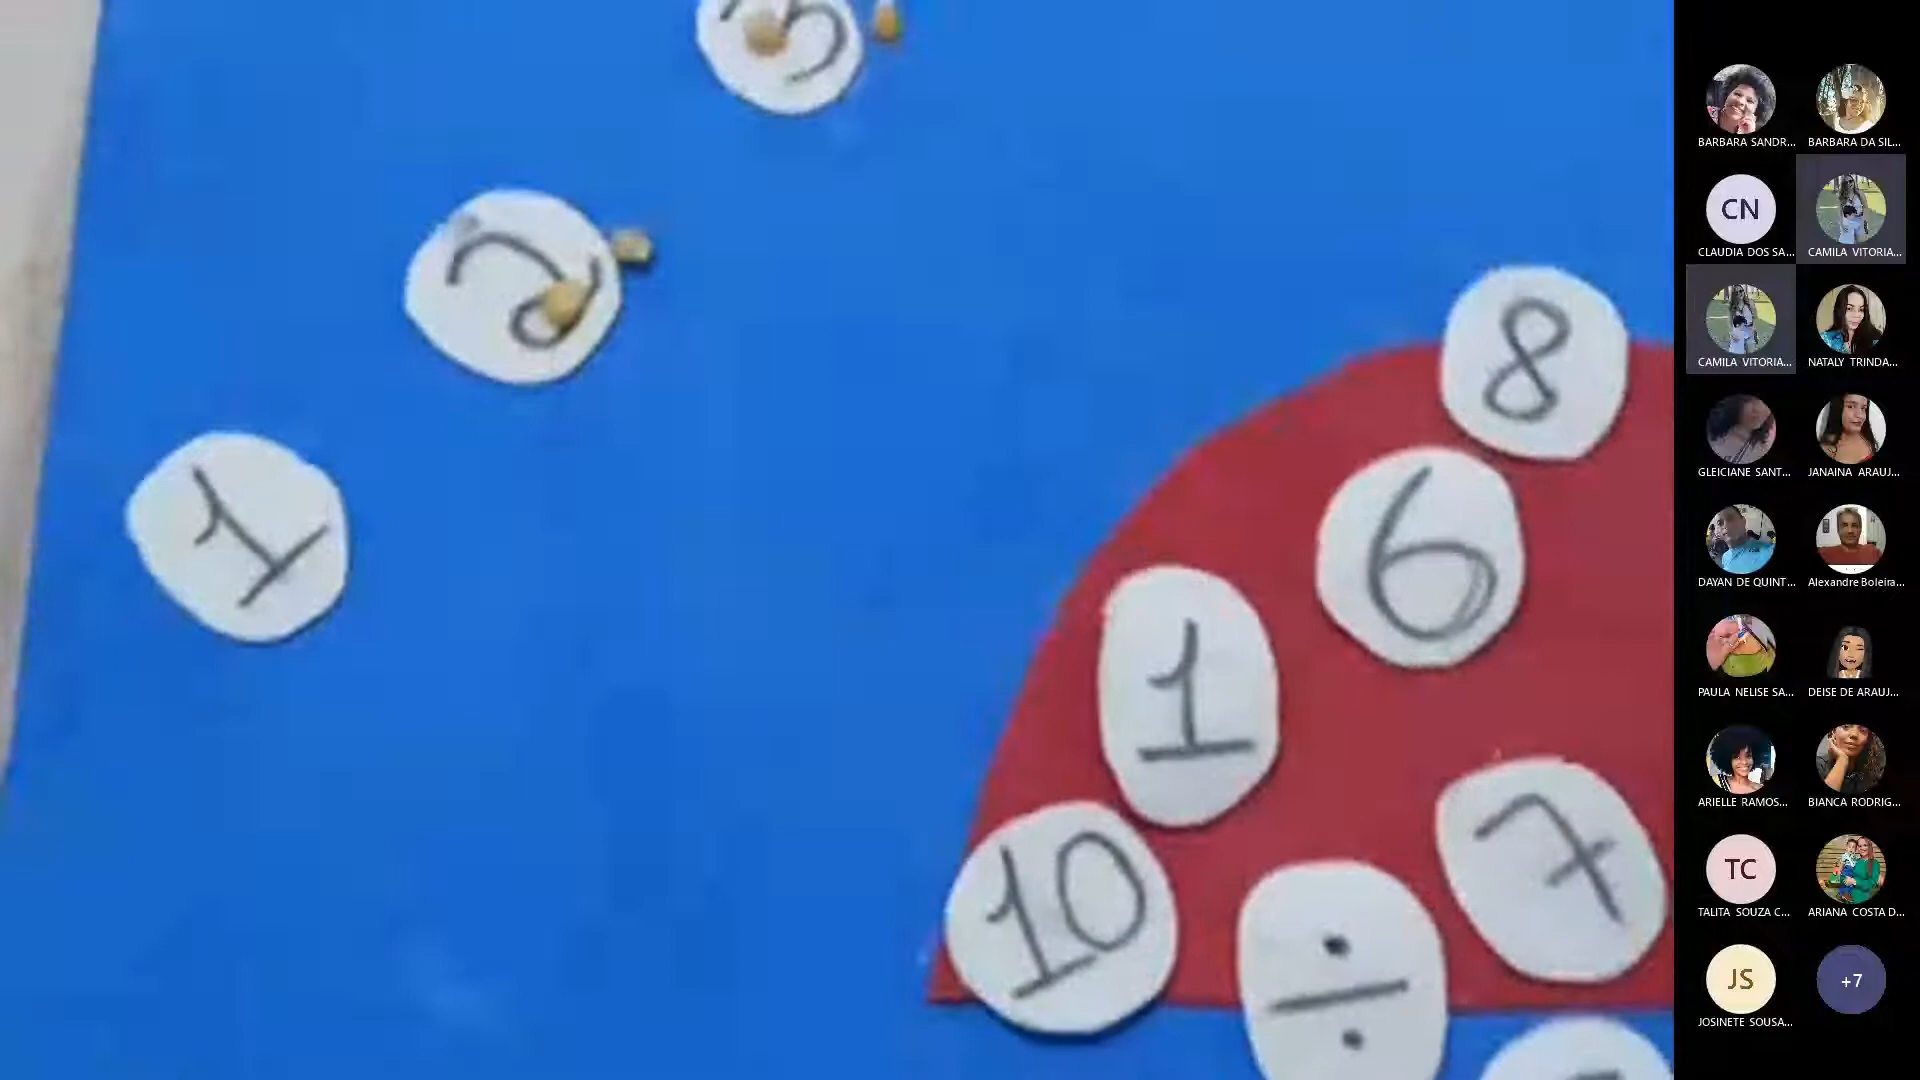 3
2
1
8
6
1
7
10
÷
BARBARA SANDR...
BARBARA DA SIL...
CN
CLAUDIA DOS SA...
CAMILA VITORIA...
CAMILA VITORIA...
NATALY TRINDA...
GLEICIANE SANT...
JANAINA ARAUJ...
DAYAN DE QUINT...
Alexandre Boleira...
PAULA NELISE SA...
DEISE DE ARAUJ...
ARIELLE RAMOS...
BIANCA RODRIG...
TC
TALITA SOUZA C...
ARIANA COSTA D...
JS
JOSINETE SOUSA...
+7